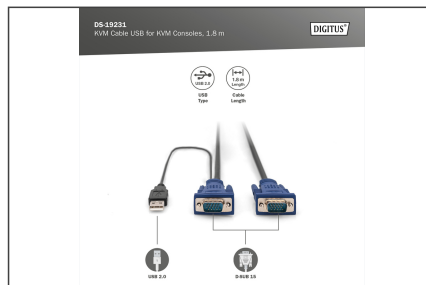 DS-19231
KVM Cable USB for KVM Consoles, 1.8 m
DIGITUS®
USB 2.0
USB
Type
1.8 m
Length
Cable
Length
USB 2.0
D-SUB 15